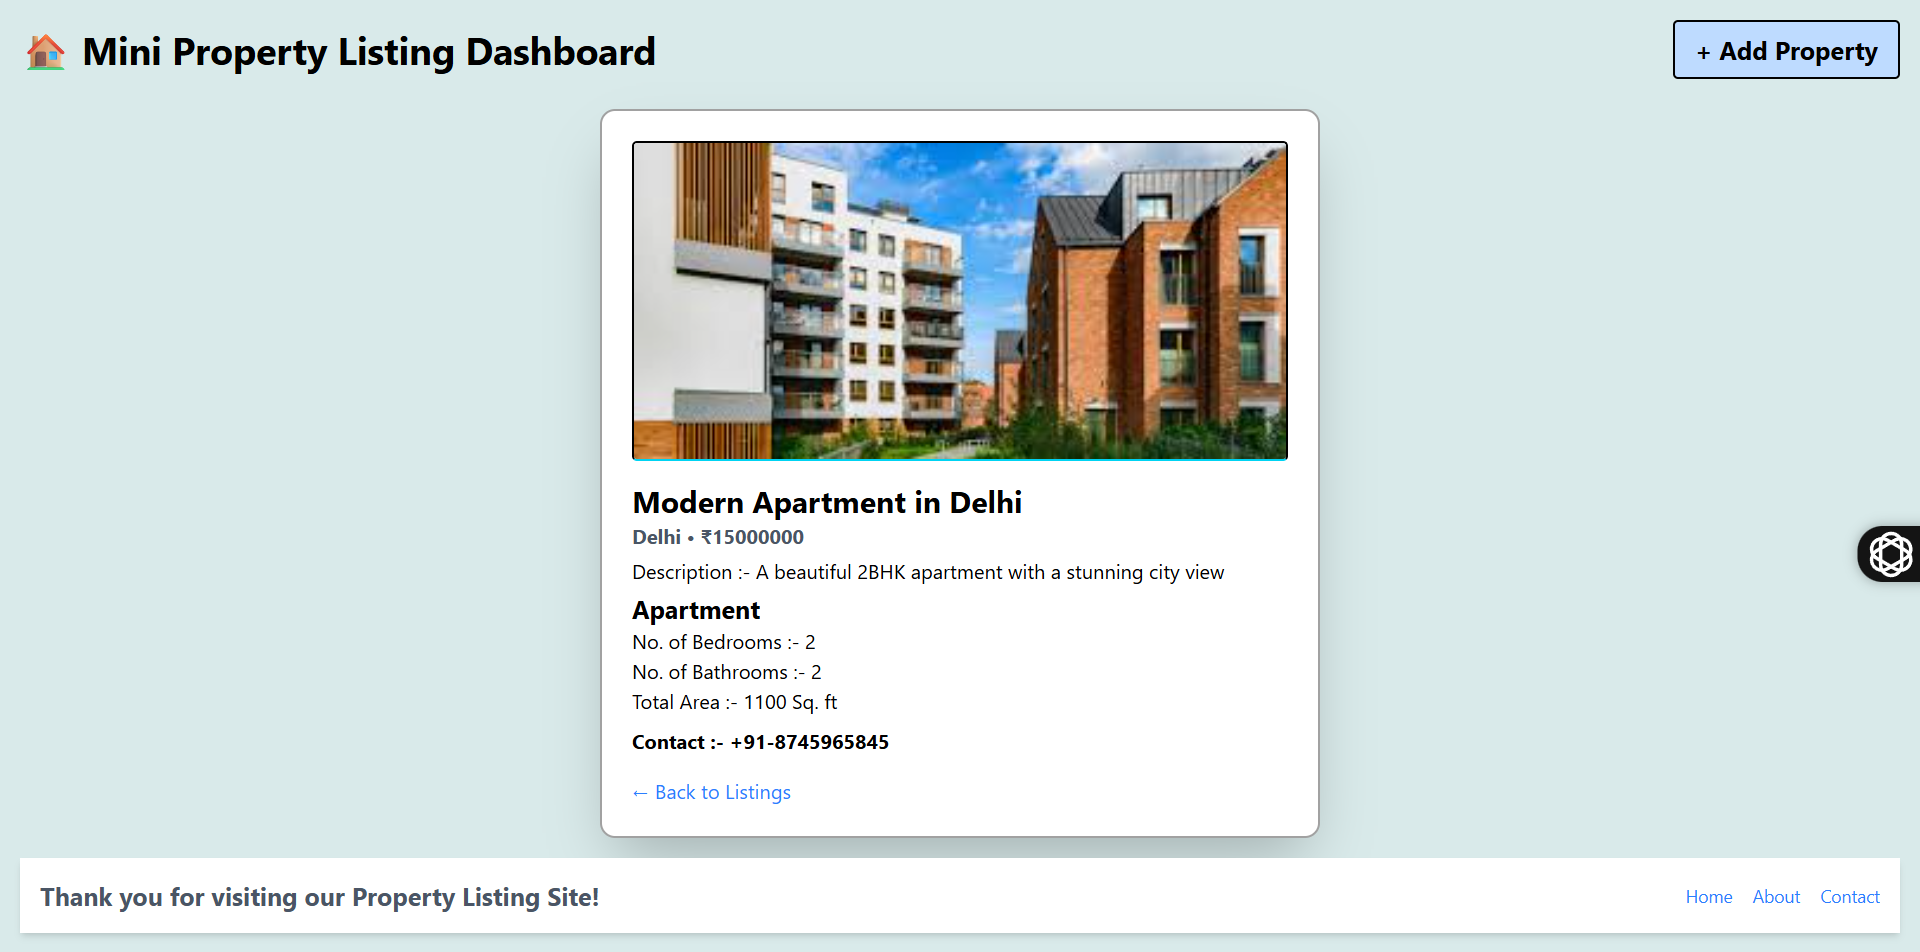 Mini Property Listing Dashboard
+ Add Property
Modern Apartment in Delhi
Delhi • ₹15000000
Description :- A beautiful 2BHK apartment with a stunning city view
Apartment
No. of Bedrooms :- 2
No. of Bathrooms :- 2
Total Area :- 1100 Sq. ft
Contact :- +91-8745965845
← Back to Listings
Thank you for visiting our Property Listing Site!
Home About Contact